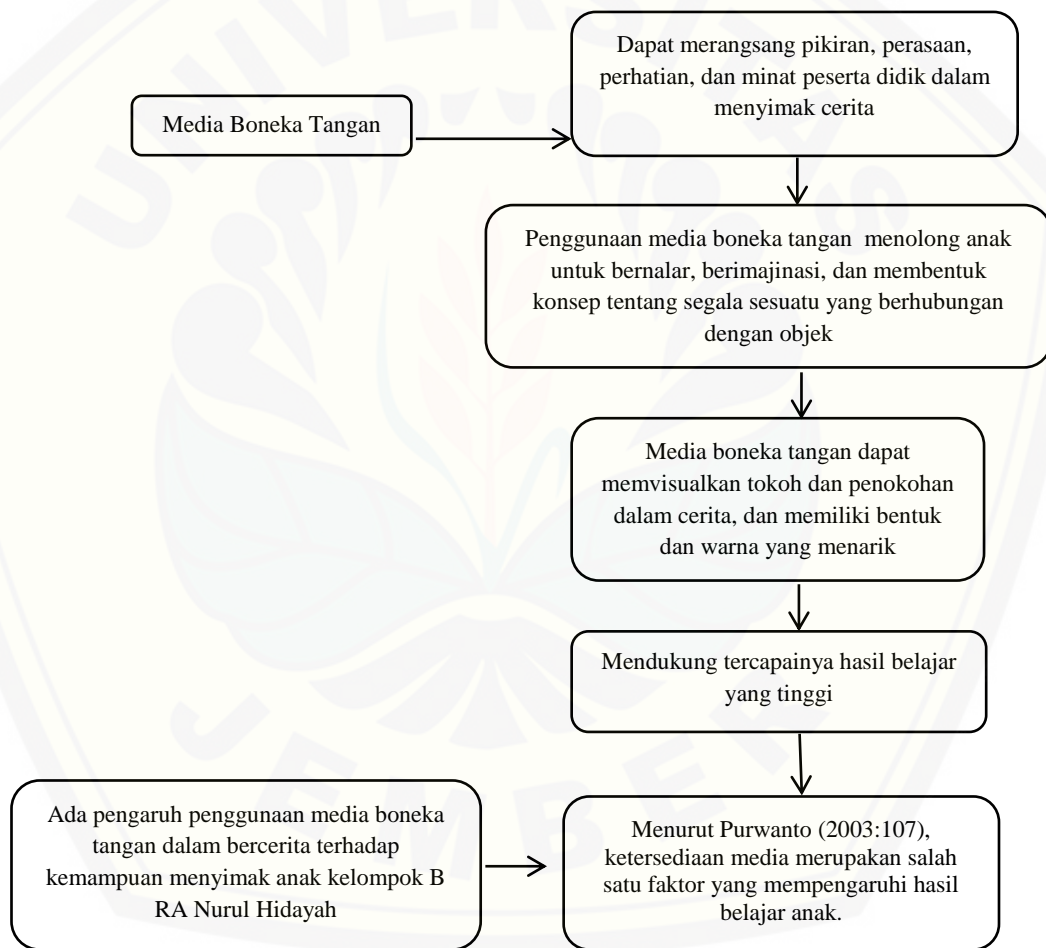 UNIVERSITAS
Dapat merangsang pikiran, perasaan,
perhatian, dan minat peserta didik dalam
menyimak cerita
Media Boneka Tangan
Penggunaan media boneka tangan  menolong anak
untuk bernalar, berimajinasi, dan membentuk
konsep tentang segala sesuatu yang berhubungan
dengan objek
Media boneka tangan dapat
memvisualkan tokoh dan penokohan
dalam cerita, dan memiliki bentuk
dan warna yang menarik
Mendukung tercapainya hasil belajar
yang tinggi
Ada pengaruh penggunaan media boneka
tangan dalam bercerita terhadap
kemampuan menyimak anak kelompok B
RA Nurul Hidayah
Menurut Purwanto (2003:107),
ketersediaan media merupakan salah
satu faktor yang mempengaruhi hasil
belajar anak.
JEMBER